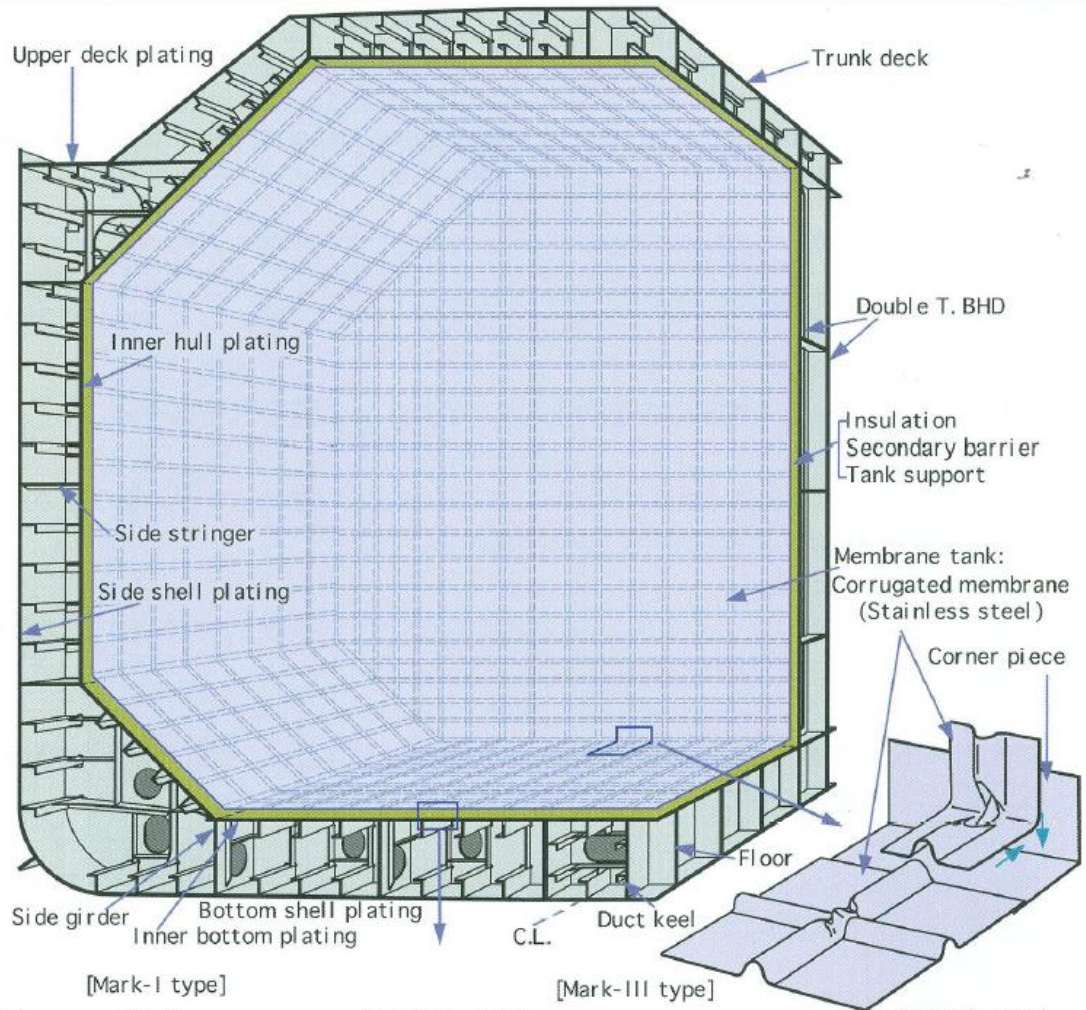 Upper deck plating
Trunk deck
Double T. BHD
Inner hull plating
Insulation
Secondary barrier
Tank support
Side stringer
Membrane tank:
Corrugated membrane
(Stainless steel)
Side shell plating
Corner piece
Floor
Side girder
Bottom shell plating
Inner bottom plating
C.L.
Duct keel
[Mark-I type]
[Mark-III type]